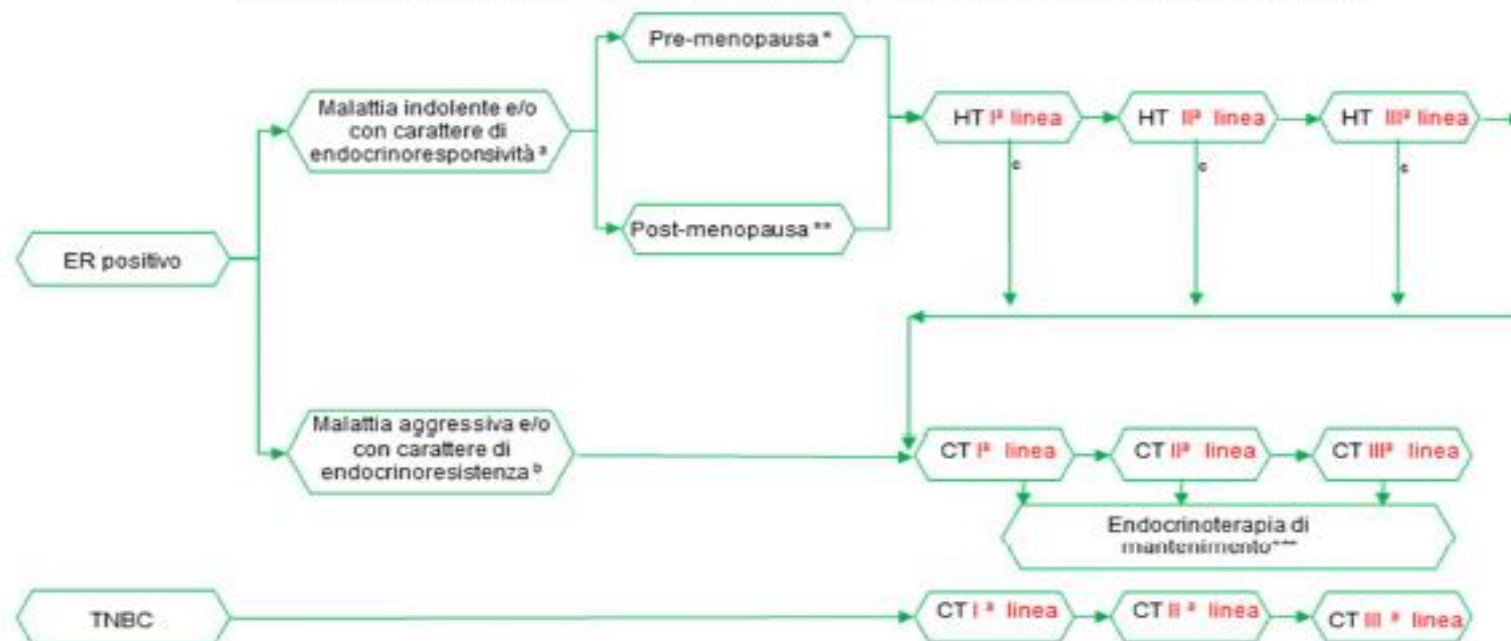 Pre-menopausa *
Malattia indolente e/o
con carattere di
endocrinoresponsività ª
HT Iª linea
HT IIª linea
HT IIIª linea
c
c
c
Post-menopausa **
ER positivo
Malattia aggressiva e/o
con carattere di
endocrinoresistenza ᵇ
CT Iª linea
CT IIª linea
CT IIIª linea
Endocrinoterapia di
mantenimento***
TNBC
CT I ª linea
CT II ª linea
CT III ª linea